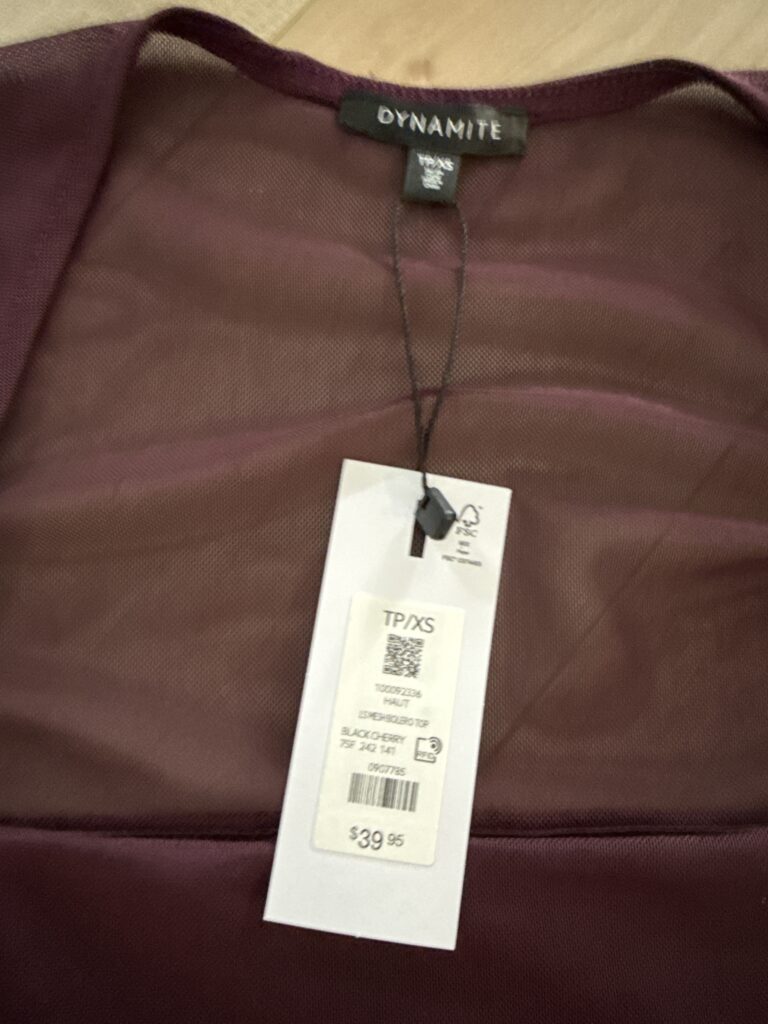 DYNAMITE
TP/XS
FSC
TP/XS
100092336
HAUT
LS MESH BOLERO TOP
BLACK CHERRY
75F 242 141
RFID
0907785
$39.95